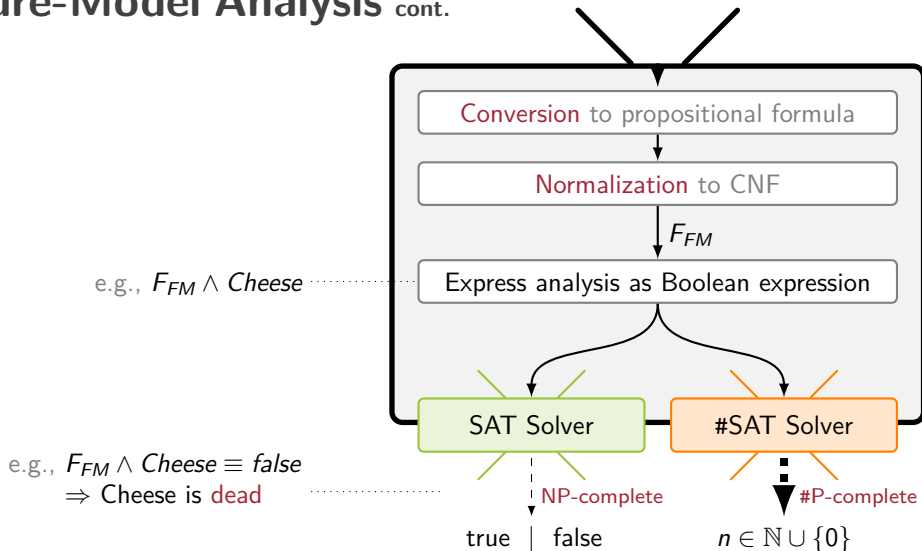 ure-Model Analysis cont.
Conversion to propositional formula
Normalization to CNF
F_FM
e.g., F_FM ∧ Cheese
Express analysis as Boolean expression
SAT Solver
#SAT Solver
e.g., F_FM ∧ Cheese ≡ false
⇒ Cheese is dead
NP-complete
#P-complete
true | false
n ∈ ℕ ∪ {0}